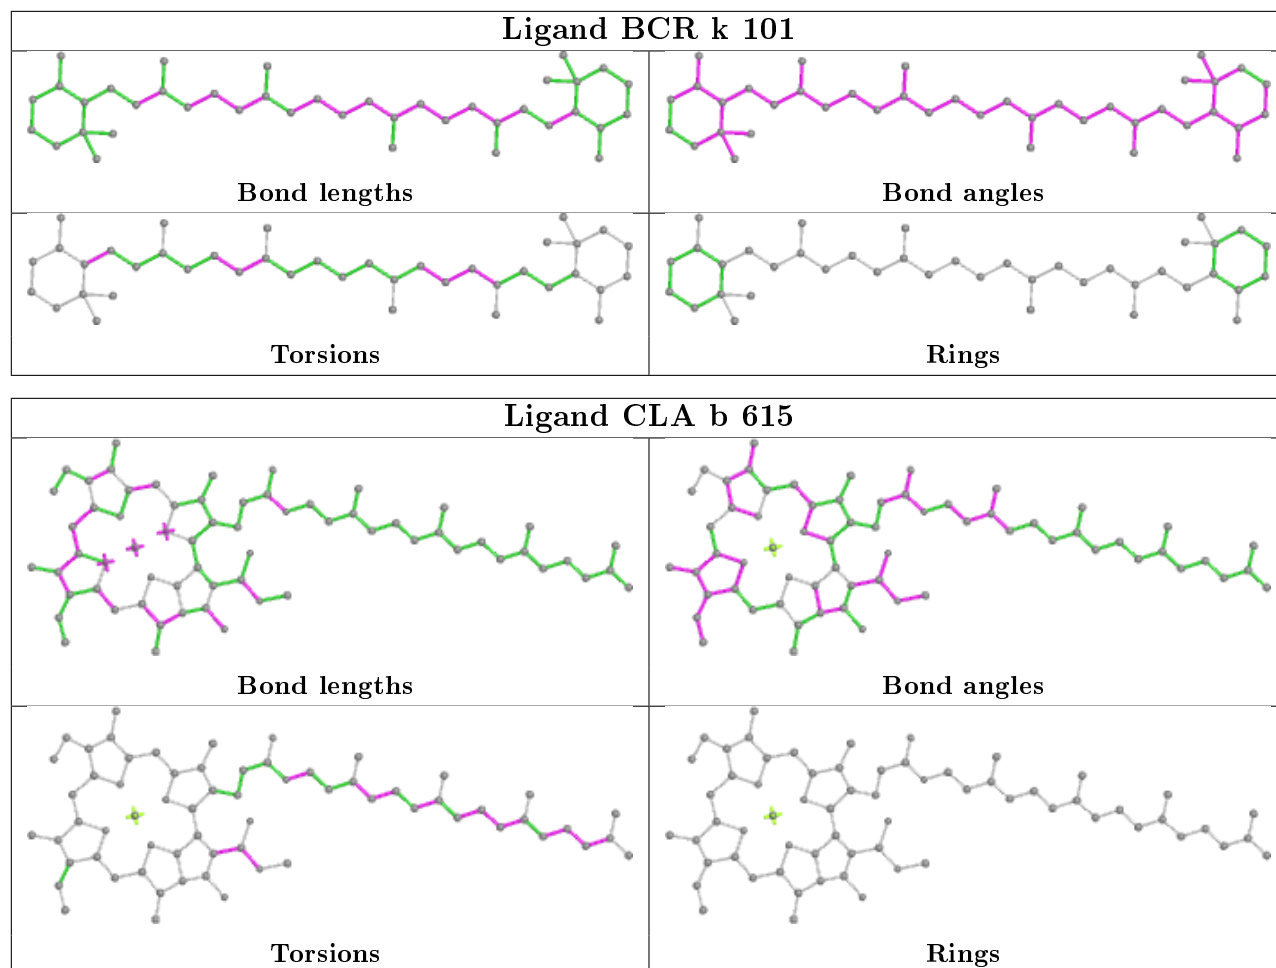 Ligand BCR k 101
Bond lengths
Bond angles
Torsions
Rings
Ligand CLA b 615
Bond lengths
Bond angles
Torsions
Rings